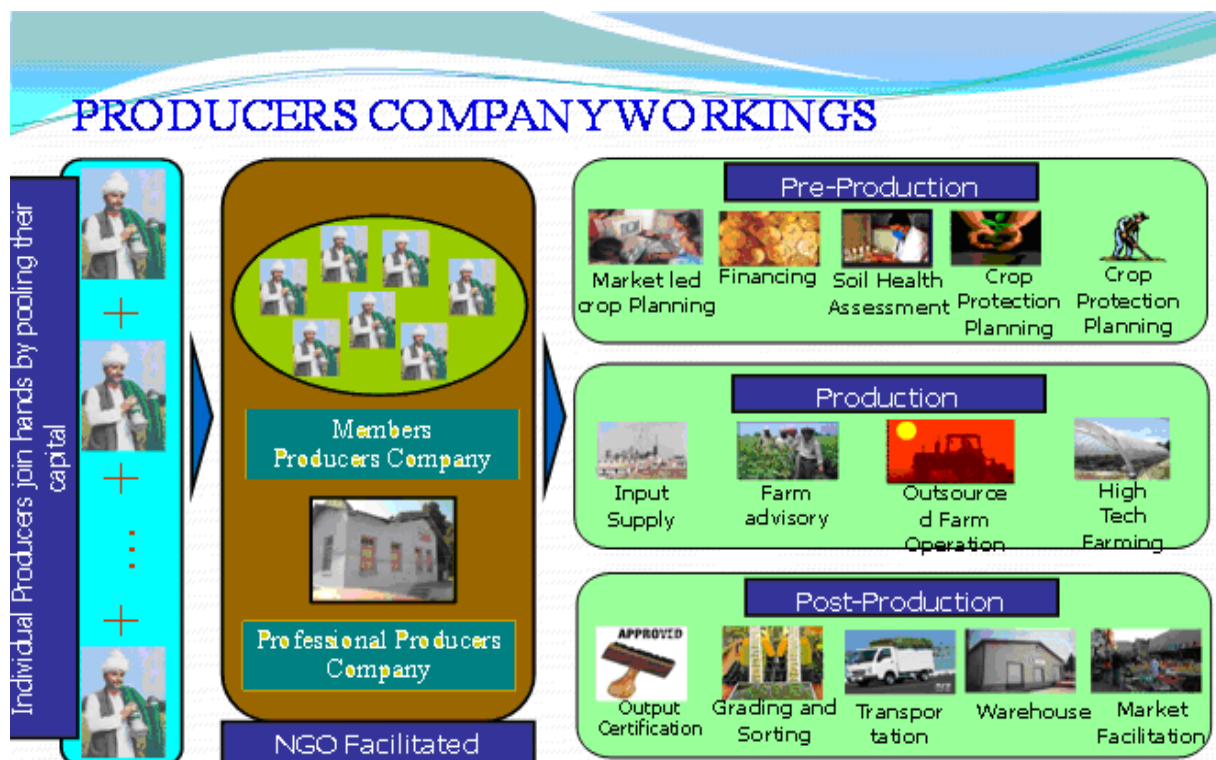 PRODUCERS COMPANY WORKINGS
Individual Producers join hands by pooling their
capital
Members
Producers Company
Professional Producers
Company
NGO Facilitated
Pre-Production
Market led
crop Planning
Financing
Soil Health
Assessment
Crop
Protection
Planning
Crop
Protection
Planning
Production
Input
Supply
Farm
advisory
Outsource
d Farm
Operation
High
Tech
Farming
Post-Production
APPROVED
Output
Certification
Grading and
Sorting
Transpor
tation
Warehouse
Market
Facilitation